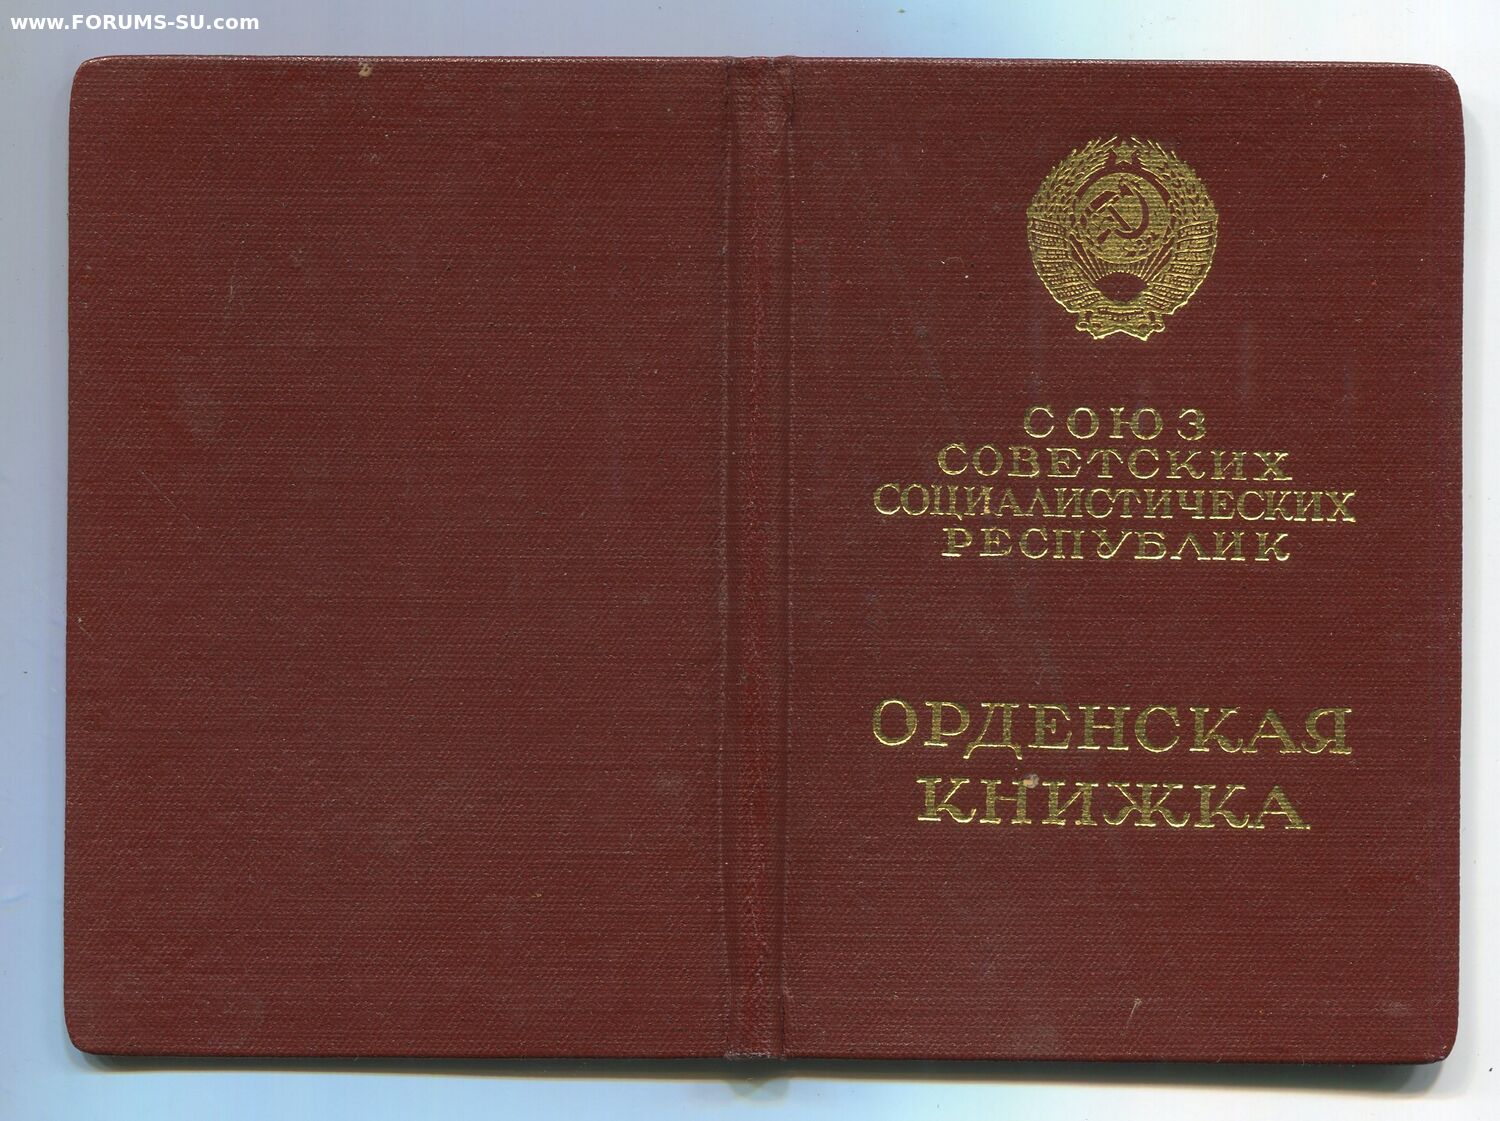 www.FORUMS-SU.com
СОЮЗ
СОВЕТСКИХ
СОЦИАЛИСТИЧЕСКИХ
РЕСПУБЛИК
ОРДЕНСКАЯ
КНИЖКА